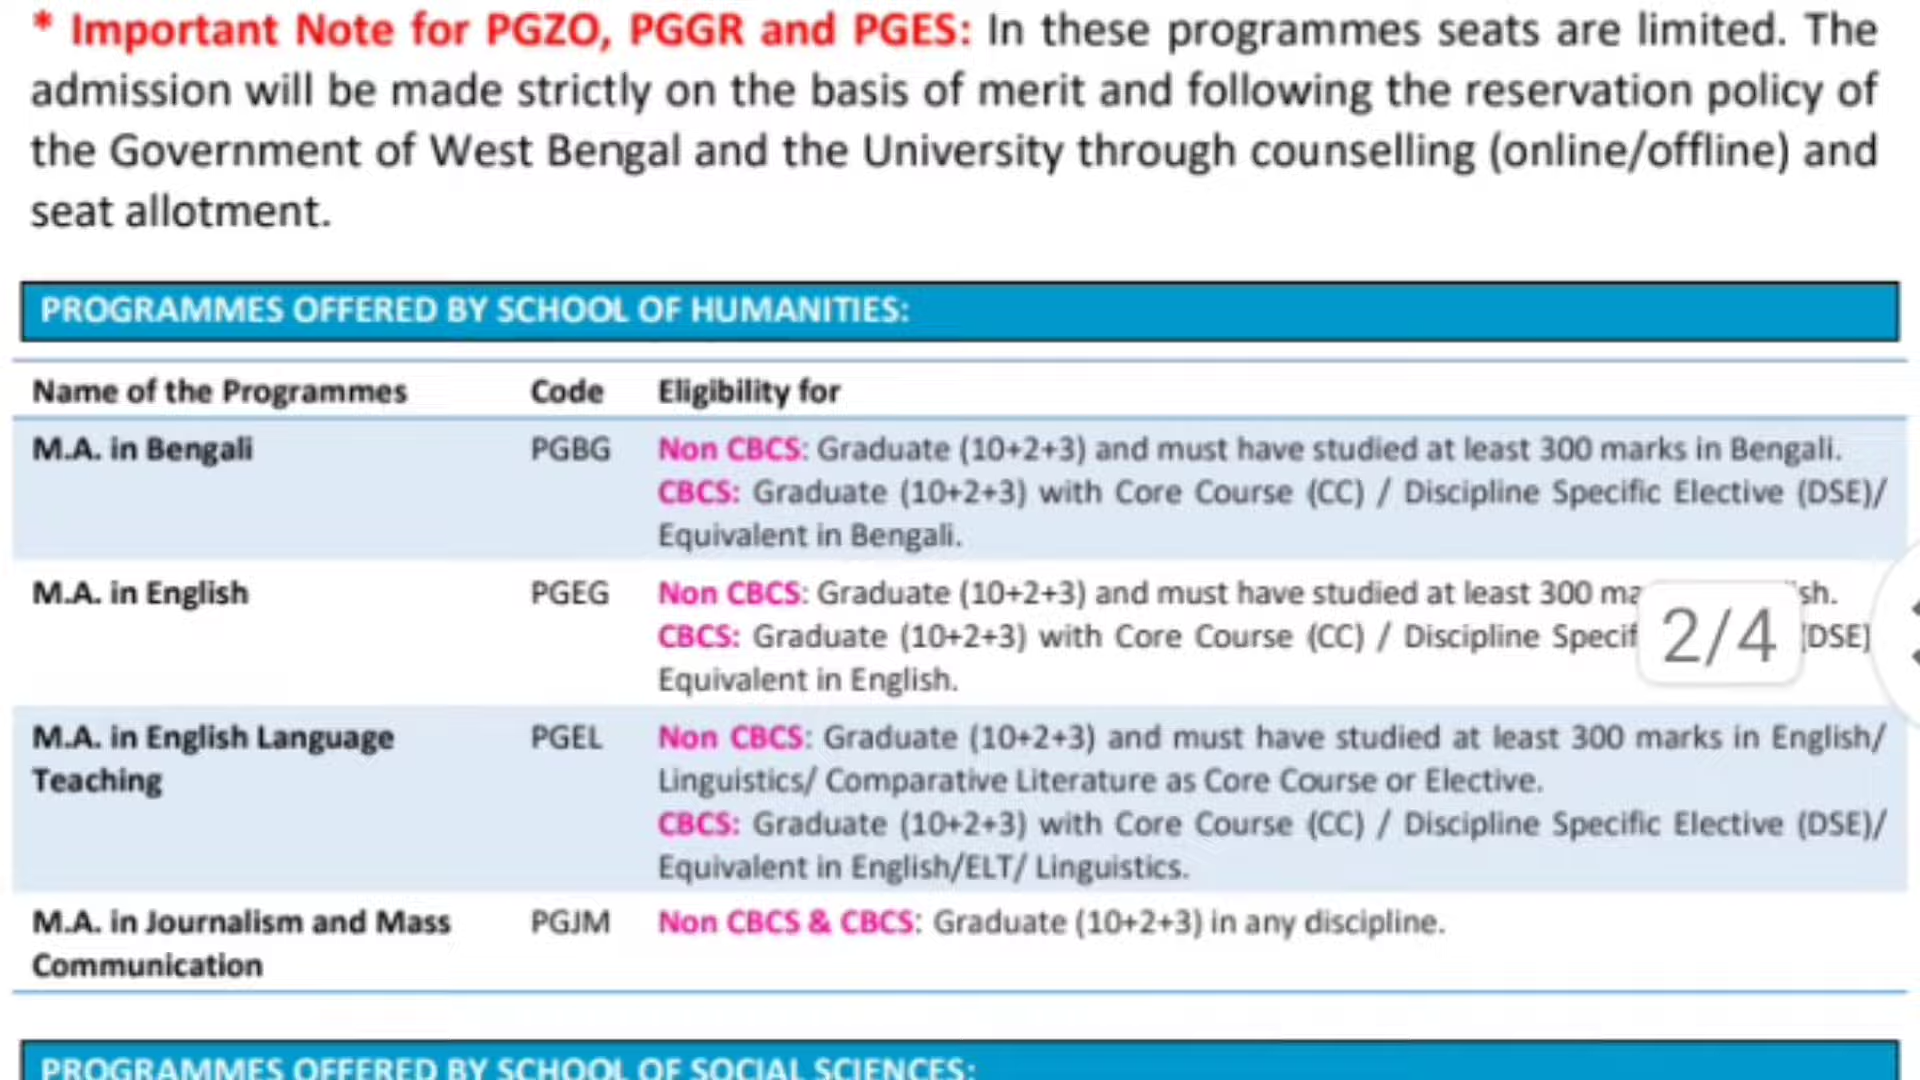 * Important Note for PGZO, PGGR and PGES: In these programmes seats are limited. The
admission will be made strictly on the basis of merit and following the reservation policy of
the Government of West Bengal and the University through counselling (online/offline) and
seat allotment.
PROGRAMMES OFFERED BY SCHOOL OF HUMANITIES:
Name of the Programmes Code Eligibility for
M.A. in Bengali PGBG Non CBCS: Graduate (10+2+3) and must have studied at least 300 marks in Bengali.
CBCS: Graduate (10+2+3) with Core Course (CC) / Discipline Specific Elective (DSE)/
Equivalent in Bengali.
M.A. in English PGEG Non CBCS: Graduate (10+2+3) and must have studied at least 300
CBCS: Graduate (10+2+3) with Core Course (CC) / Discipline (DSE)
2/4
Equivalent in English.
M.A. in English Language PGEL Non CBCS: Graduate (10+2+3) and must have studied at least 300 marks in English/
Teaching Linguistics/ Comparative Literature as Core Course or Elective.
CBCS: Graduate (10+2+3) with Core Course (CC) / Discipline Specific Elective (DSE)/
Equivalent in English/ELT/ Linguistics.
M.A. in Journalism and Mass PGJM Non CBCS & CBCS: Graduate (10+2+3) in any discipline.
Communication
PROGRAMMES OFFERED BY SCHOOL OF SOCIAL SCIENCES: